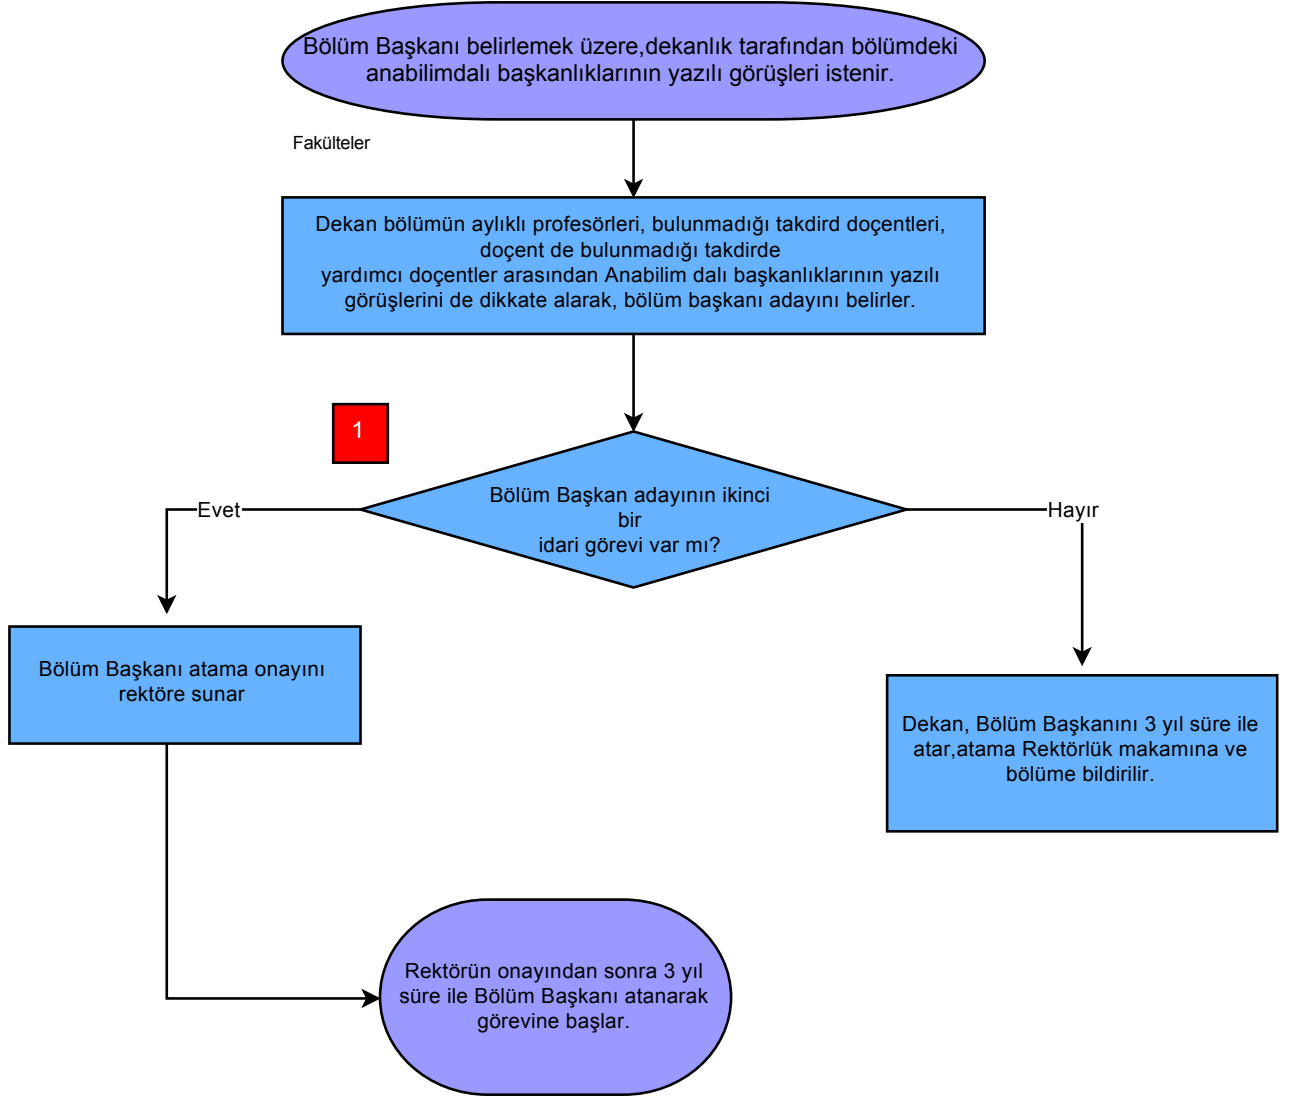 Bölüm Başkanı belirlemek üzere,dekanlık tarafından bölümdeki
anabilimdalı başkanlıklarının yazılı görüşleri istenir.
Fakülteler
Dekan bölümün aylıklı profesörleri, bulunmadığı takdird doçentleri,
doçent de bulunmadığı takdirde
yardımcı doçentler arasından Anabilim dalı başkanlıklarının yazılı
görüşlerini de dikkate alarak, bölüm başkanı adayını belirler.
1
Bölüm Başkan adayının ikinci
bir
idari görevi var mı?
Evet
Hayır
Bölüm Başkanı atama onayını
rektöre sunar
Dekan, Bölüm Başkanını 3 yıl süre ile
atar,atama Rektörlük makamına ve
bölüme bildirilir.
Rektörün onayından sonra 3 yıl
süre ile Bölüm Başkanı atanarak
görevine başlar.